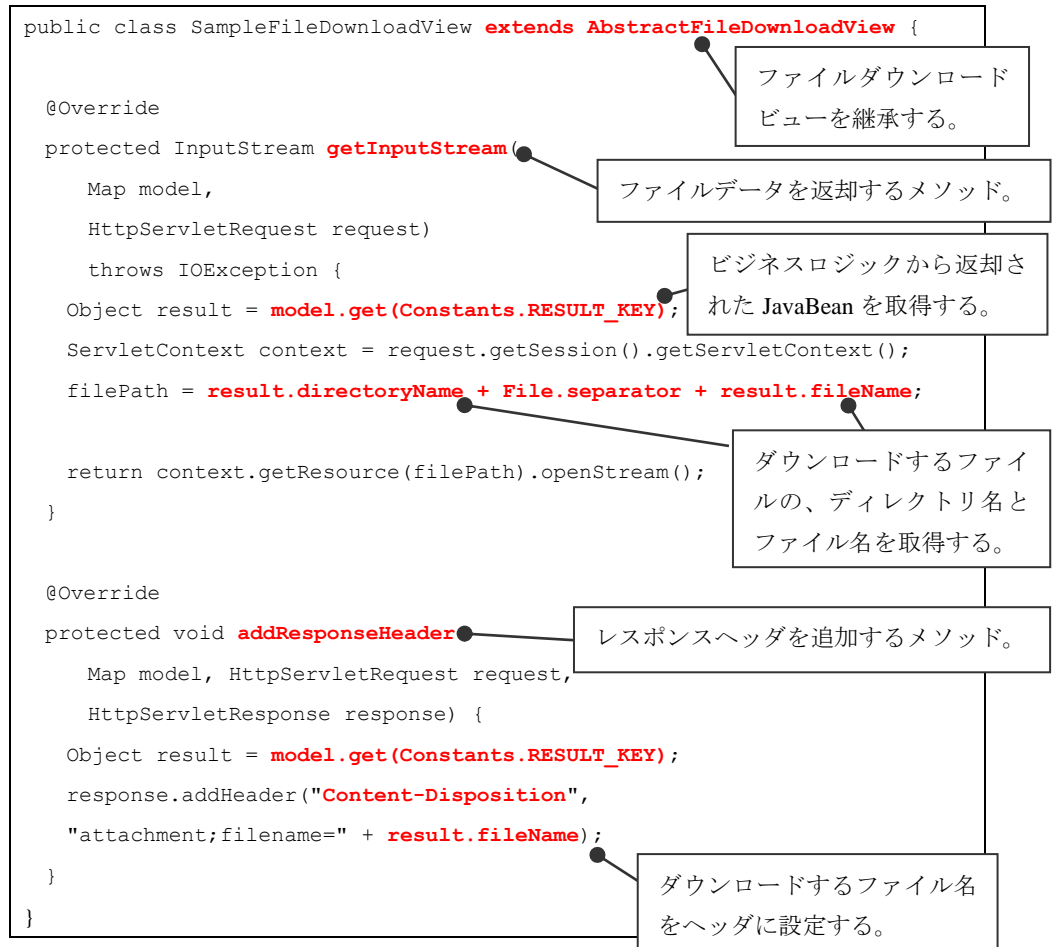 public class SampleFileDownloadView extends AbstractFileDownloadView {
ファイルダウンロード
ビューを継承する。
@Override
protected InputStream getInputStream(
ファイルデータを返却するメソッド。
Map model,
HttpServletRequest request)
throws IOException {
ビジネスロジックから返却さ
れた JavaBean を取得する。
Object result = model.get(Constants.RESULT_KEY);
ServletContext context = request.getSession().getServletContext();
filePath = result.directoryName + File.separator + result.fileName;
ダウンロードするファイ
ルの、ディレクトリ名と
ファイル名を取得する。
return context.getResource(filePath).openStream();
}
@Override
protected void addResponseHeader
レスポンスヘッダを追加するメソッド。
Map model, HttpServletRequest request,
HttpServletResponse response) {
Object result = model.get(Constants.RESULT_KEY);
response.addHeader("Content-Disposition",
"attachment;filename=" + result.fileName);
ダウンロードするファイル名
をヘッダに設定する。
}
}